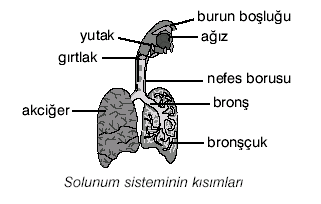 burun boşluğu
yutak
ağız
gırtlak
nefes borusu
akciğer
bronş
bronşçuk
Solunum sisteminin kısımları